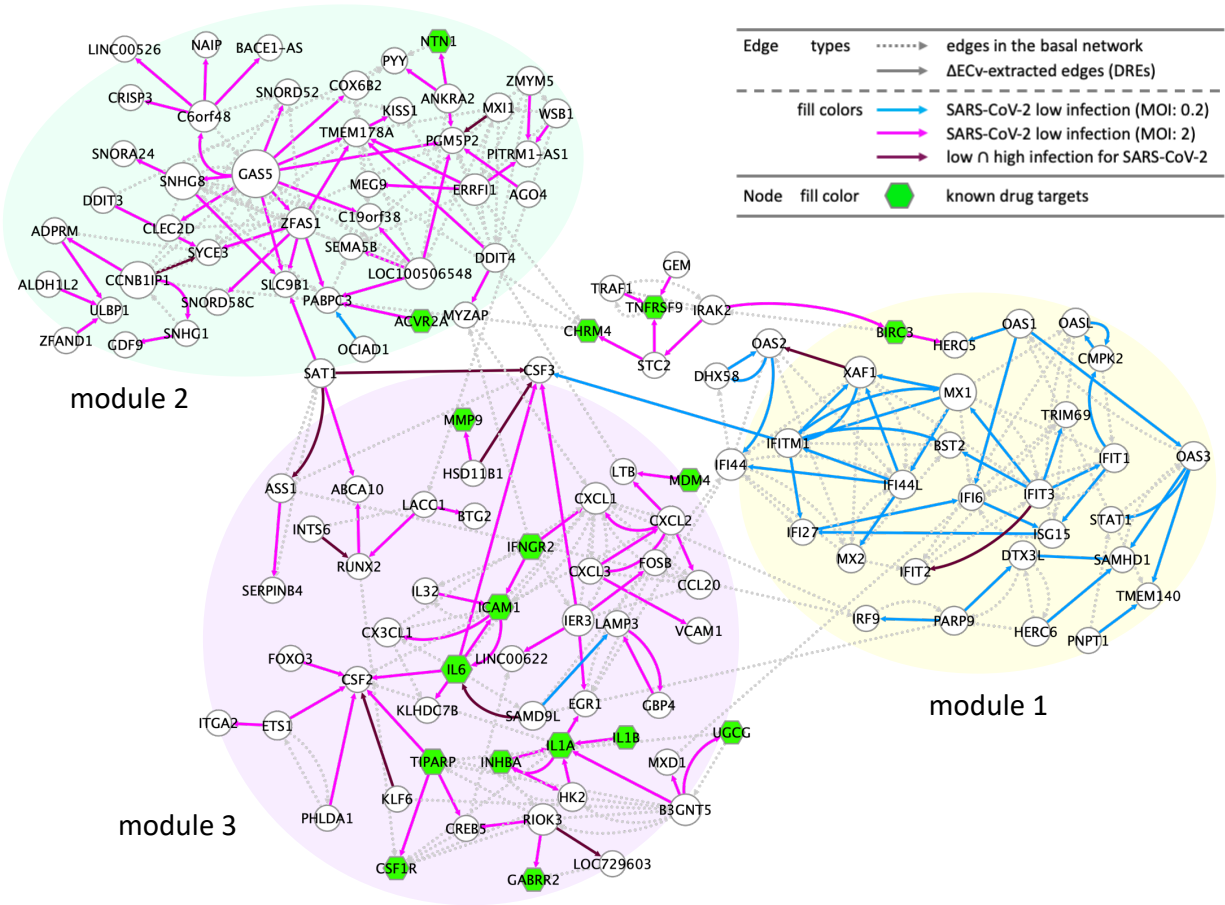 Edge types edges in the basal network
ΔECv-extracted edges (DREs)
fill colors SARS-CoV-2 low infection (MOI: 0.2)
SARS-CoV-2 low infection (MOI: 2)
low ∩ high infection for SARS-CoV-2
Node fill color known drug targets
LINC00526
NAIP
BACE1-AS
NTN1
PYY
ZMYM5
CRISP3
SNORD52
COX6B2
ANKRA2
MXI1
C6orf48
KISS1
WSB1
TMEM178A
PGM5P2
SNORA24
PITRM1-AS1
SNHG8
GAS5
MEG9
ERRFI1
AGO4
DDIT3
C19orf38
CLEC2D
ZFAS1
ADPRM
SYCE3
SEMA5B
DDIT4
CCNB1IP1
LOC100506548
ALDH1L2
SLC9B1
ULBP1
SNORD58C
PABPC3
ACVR2A
MYZAP
ZFAND1
GDF9
SNHG1
OCIAD1
SAT1
module 2
GEM
TRAF1
TNFRSF9
IRAK2
CHRM4
STC2
BIRC3
HERC5
OAS1
OASL
OAS2
CMPK2
DHX58
XAF1
MX1
TRIM69
IFITM1
BST2
IFIT1
OAS3
IFI44
IFI44L
IFI6
IFIT3
STAT1
IFI27
ISG15
MX2
IFIT2
DTX3L
SAMHD1
TMEM140
IRF9
PARP9
HERC6
PNPT1
module 1
CSF3
MMP9
HSD11B1
LTB
MDM4
ASS1
ABCA10
LACC1
CXCL1
BTG2
CXCL2
INTS6
IFNGR2
RUNX2
CXCL3
FOSB
CCL20
SERPINB4
IL32
ICAM1
CX3CL1
IER3
LAMP3
VCAM1
FOXO3
LINC00622
CSF2
IL6
KLHDC7B
SAMD9L
EGR1
GBP4
ITGA2
ETS1
IL1A
IL1B
UGCG
TIPARP
INHBA
MXD1
KLF6
HK2
B3GNT5
PHLDA1
CREB5
RIOK3
CSF1R
GABRR2
LOC729603
module 3